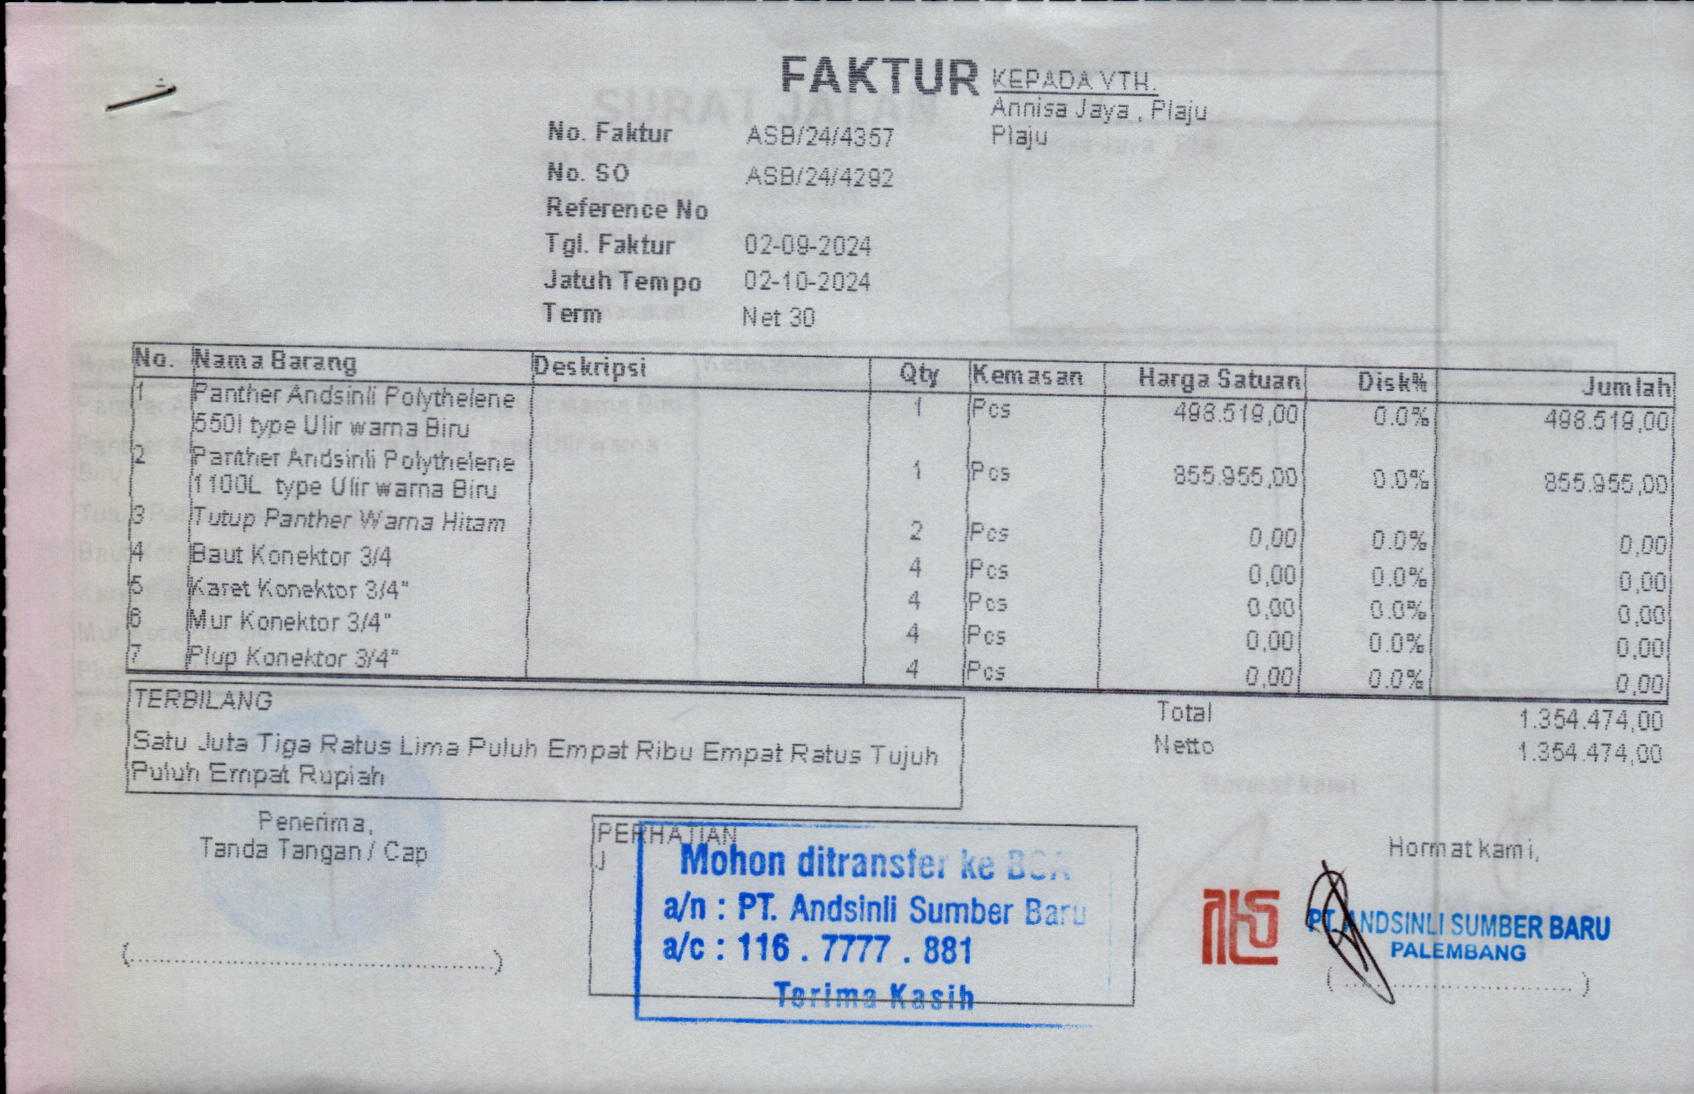 FAKTUR
KEPADA YTH.
Annisa Jaya , Plaju
Plaju
No. Faktur ASB/24/4357
No. SO ASB/24/4292
Reference No
Tgl. Faktur 02-09-2024
Jatuh Tempo 02-10-2024
Term Net 30
No. Nama Barang Deskripsi Qty Kemasan Harga Satuan Disk% Jumlah
1 Panther Andsinli Polythelene 1 Pcs 498.519,00 0.0% 498.519,00
550l type Ulir warna Biru
2 Panther Andsinli Polythelene 1 Pcs 855.955,00 0.0% 855.955,00
1100L type Ulir warna Biru
3 Tutup Panther Warna Hitam 2 Pcs 0,00 0.0% 0,00
4 Baut Konektor 3/4 4 Pcs 0,00 0.0% 0,00
5 Karet Konektor 3/4" 4 Pcs 0,00 0.0% 0,00
6 Mur Konektor 3/4" 4 Pcs 0,00 0.0% 0,00
7 Plup Konektor 3/4" 4 Pcs 0,00 0.0% 0,00
TERBILANG
Satu Juta Tiga Ratus Lima Puluh Empat Ribu Empat Ratus Tujuh
Puluh Empat Rupiah
Total 1.354.474,00
Netto 1.354.474,00
Penerima,
Tanda Tangan / Cap
(........................................)
PERHATIAN
Mohon ditransfer ke BCA
a/n : PT. Andsinli Sumber Baru
a/c : 116 . 7777 . 881
Terima Kasih
Hormat kami,
PT. ANDSINLI SUMBER BARU
PALEMBANG
(..............................)
SURAT JALAN
Hormat kami